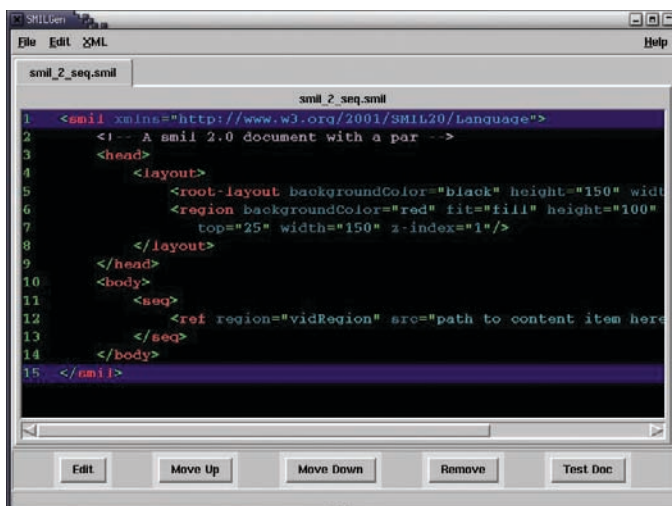 SMILGen
File Edit XML Help
smil_2_seq.smil
smil_2_seq.smil
1 <smil xmlns="http://www.w3.org/2001/SMIL20/Language">
2 <!-- A smil 2.0 document with a par -->
3 <head>
4 <layout>
5 <root-layout backgroundColor="black" height="150" widt
6 <region backgroundColor="red" fit="fill" height="100"
7 top="25" width="150" z-index="1"/>
8 </layout>
9 </head>
10 <body>
11 <seq>
12 <ref region="vidRegion" src="path to content item here
13 </seq>
14 </body>
15 </smil>
Edit Move Up Move Down Remove Test Doc